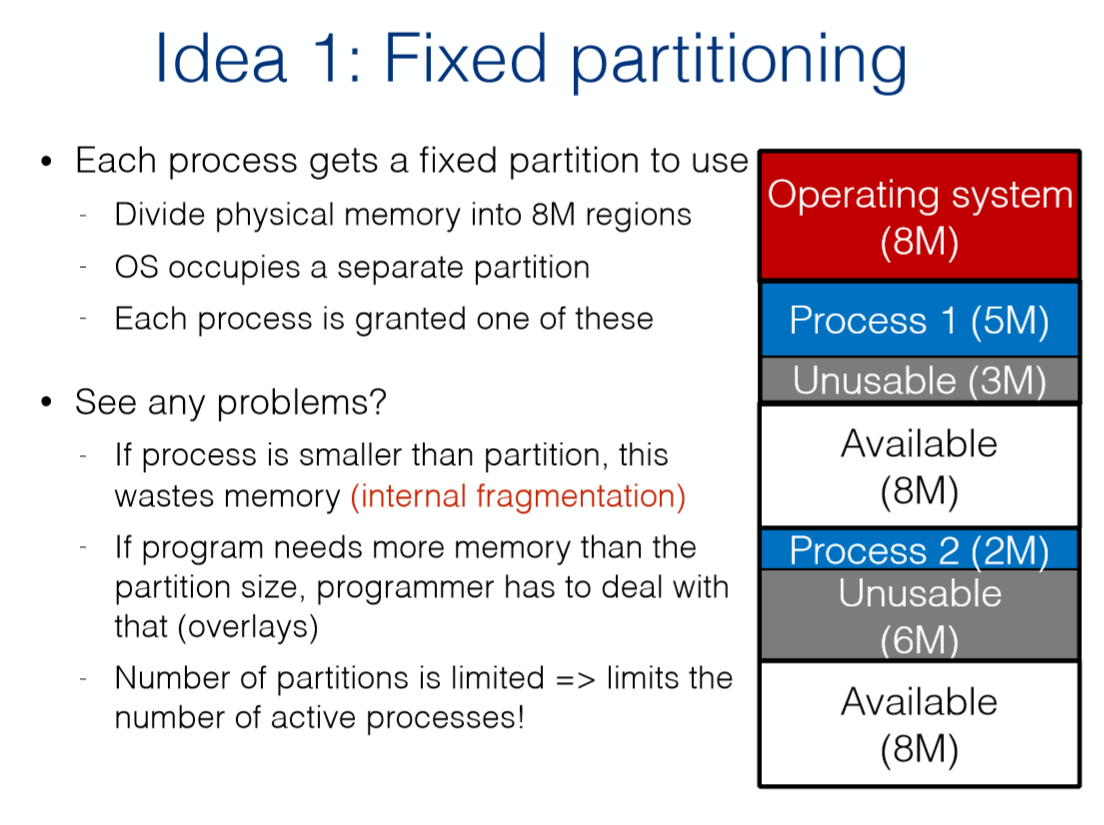 Idea 1: Fixed partitioning
• Each process gets a fixed partition to use
- Divide physical memory into 8M regions
- OS occupies a separate partition
- Each process is granted one of these
• See any problems?
- If process is smaller than partition, this
wastes memory (internal fragmentation)
- If program needs more memory than the
partition size, programmer has to deal with
that (overlays)
- Number of partitions is limited => limits the
number of active processes!
Operating system
(8M)
Process 1 (5M)
Unusable (3M)
Available
(8M)
Process 2 (2M)
Unusable
(6M)
Available
(8M)